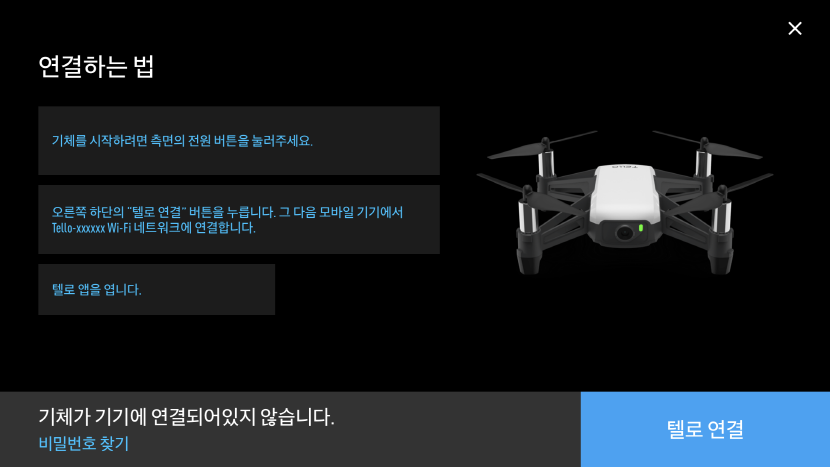 연결하는 법
기체를 시작하려면 측면의 전원 버튼을 눌러주세요.
오른쪽 하단의 "텔로 연결" 버튼을 누릅니다. 그 다음 모바일 기기에서
Tello-xxxxxx Wi-Fi 네트워크에 연결합니다.
텔로 앱을 엽니다.
TELLO
기체가 기기에 연결되어있지 않습니다.
비밀번호 찾기
텔로 연결